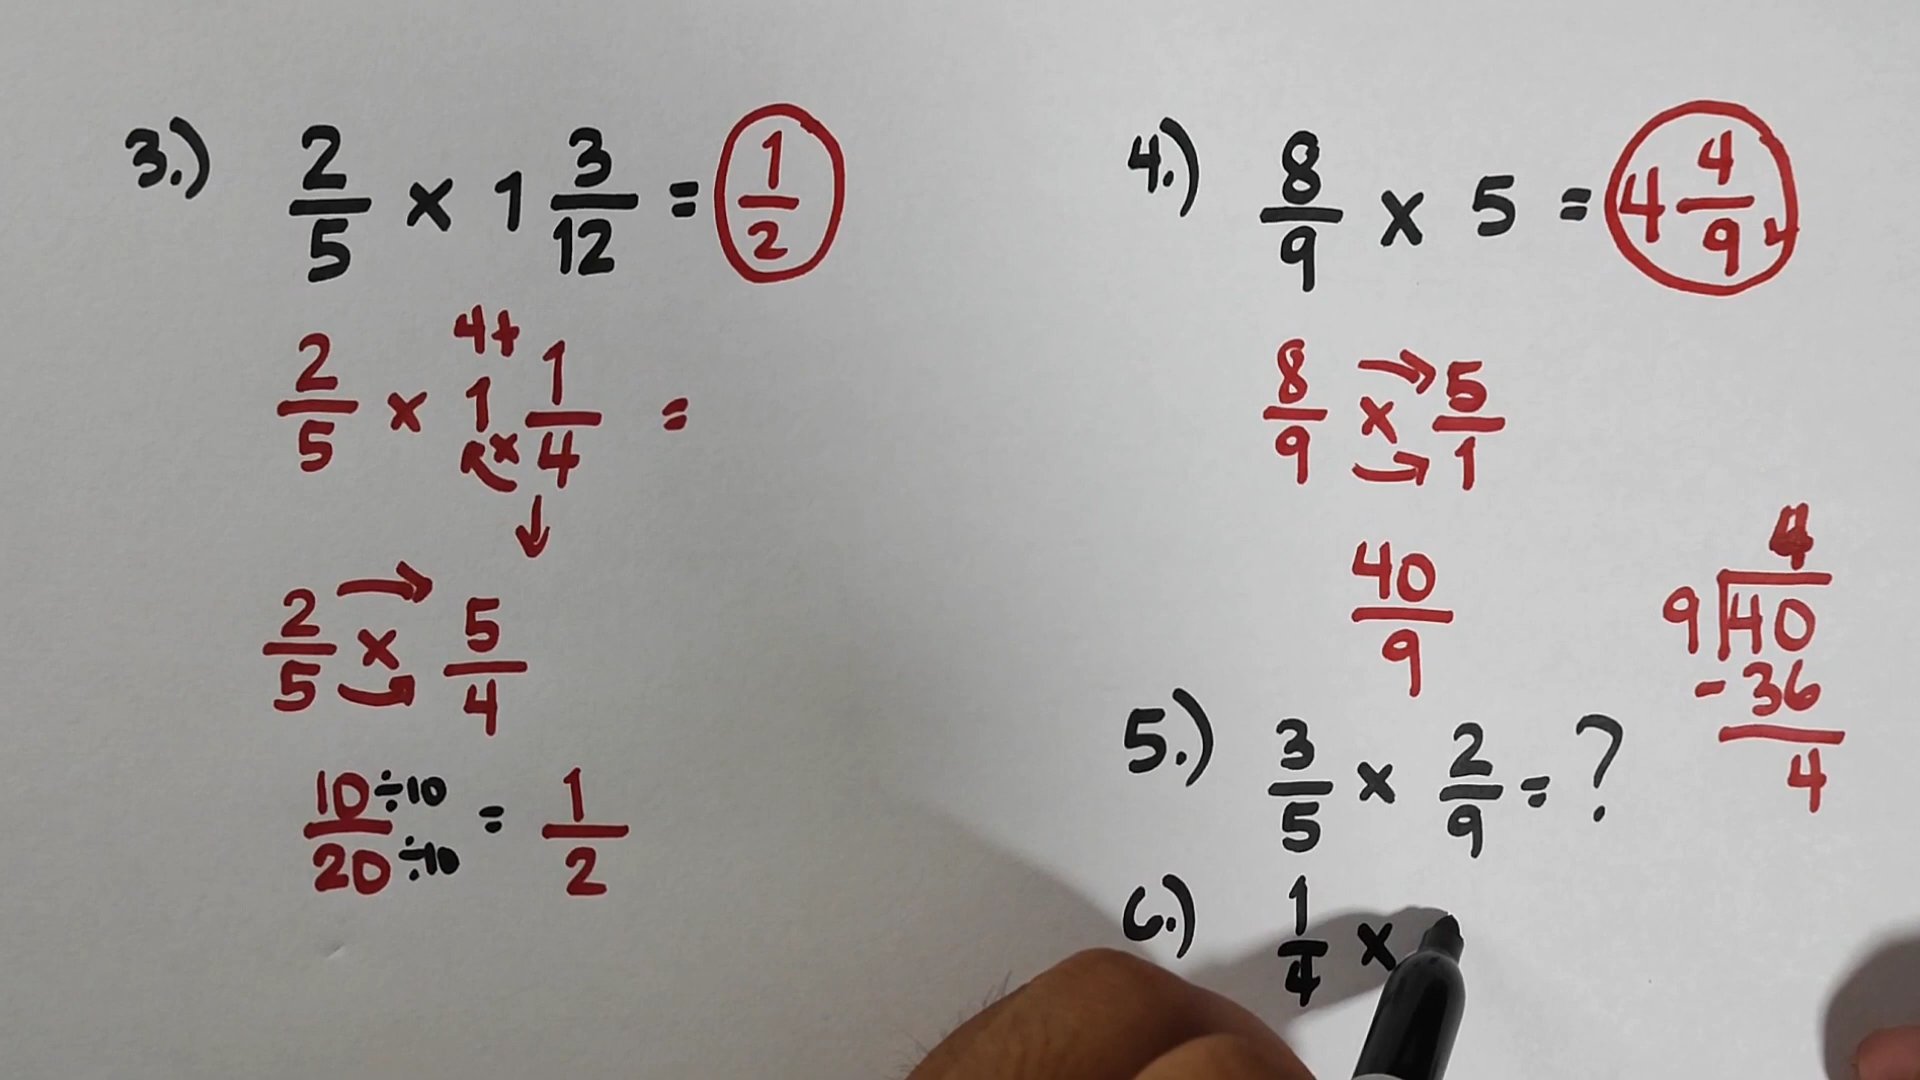 3.) 2/5 x 1 3/12 = 1/2
2/5 x 4+ 1 x 1/4 =
2/5 x 5/4
10÷10/20÷10 = 1/2
4.) 8/9 x 5 = 4 4/9
8/9 x 5/1
40/9
4
9 40
- 36
4
5.) 3/5 x 2/9 = ?
6.) 1/4 x